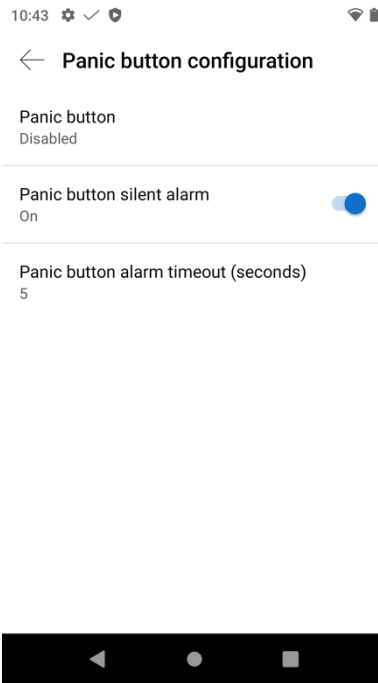 10:43
Panic button configuration
Panic button
Disabled
Panic button silent alarm
On
Panic button alarm timeout (seconds)
5